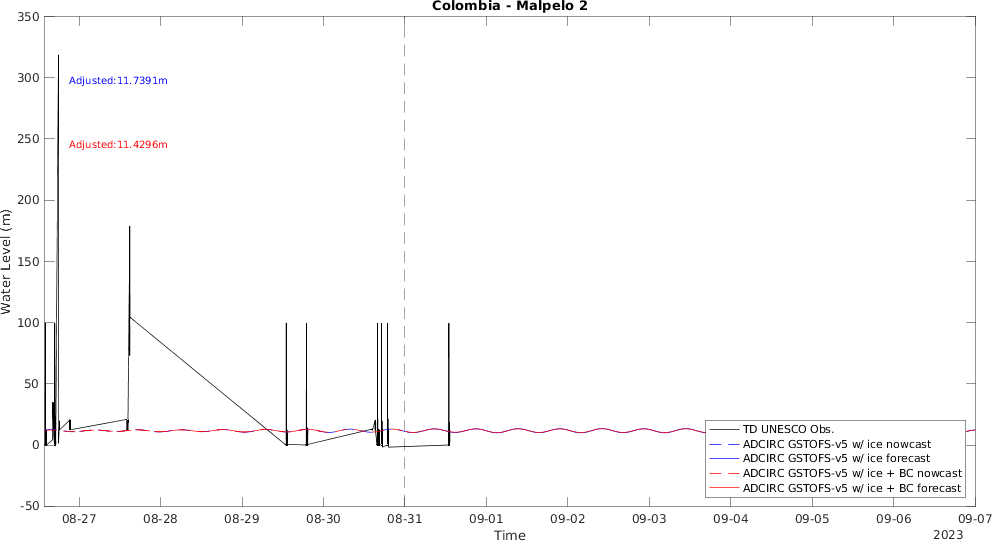 Colombia - Malpelo 2
350
300
250
200
150
100
50
0
-50
Water Level (m)
Adjusted:11.7391m
Adjusted:11.4296m
TD UNESCO Obs.
ADCIRC GSTOFS-v5 w/ ice nowcast
ADCIRC GSTOFS-v5 w/ ice forecast
ADCIRC GSTOFS-v5 w/ ice + BC nowcast
ADCIRC GSTOFS-v5 w/ ice + BC forecast
08-27 08-28 08-29 08-30 08-31 09-01 09-02 09-03 09-04 09-05 09-06 09-07
Time
2023